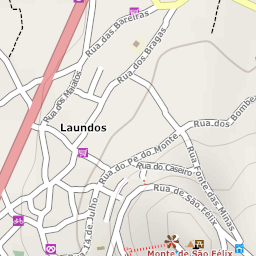 Rua das Bareiras
Rua dos Bragas
Rua dos Maiatos
Laundos
Rua dos Bombe
Rua do Pé do Monte
Rua do Caseiro
Rua Fonte das Minas
Rua de São Félix
14 de Julho
Monte de São Félix